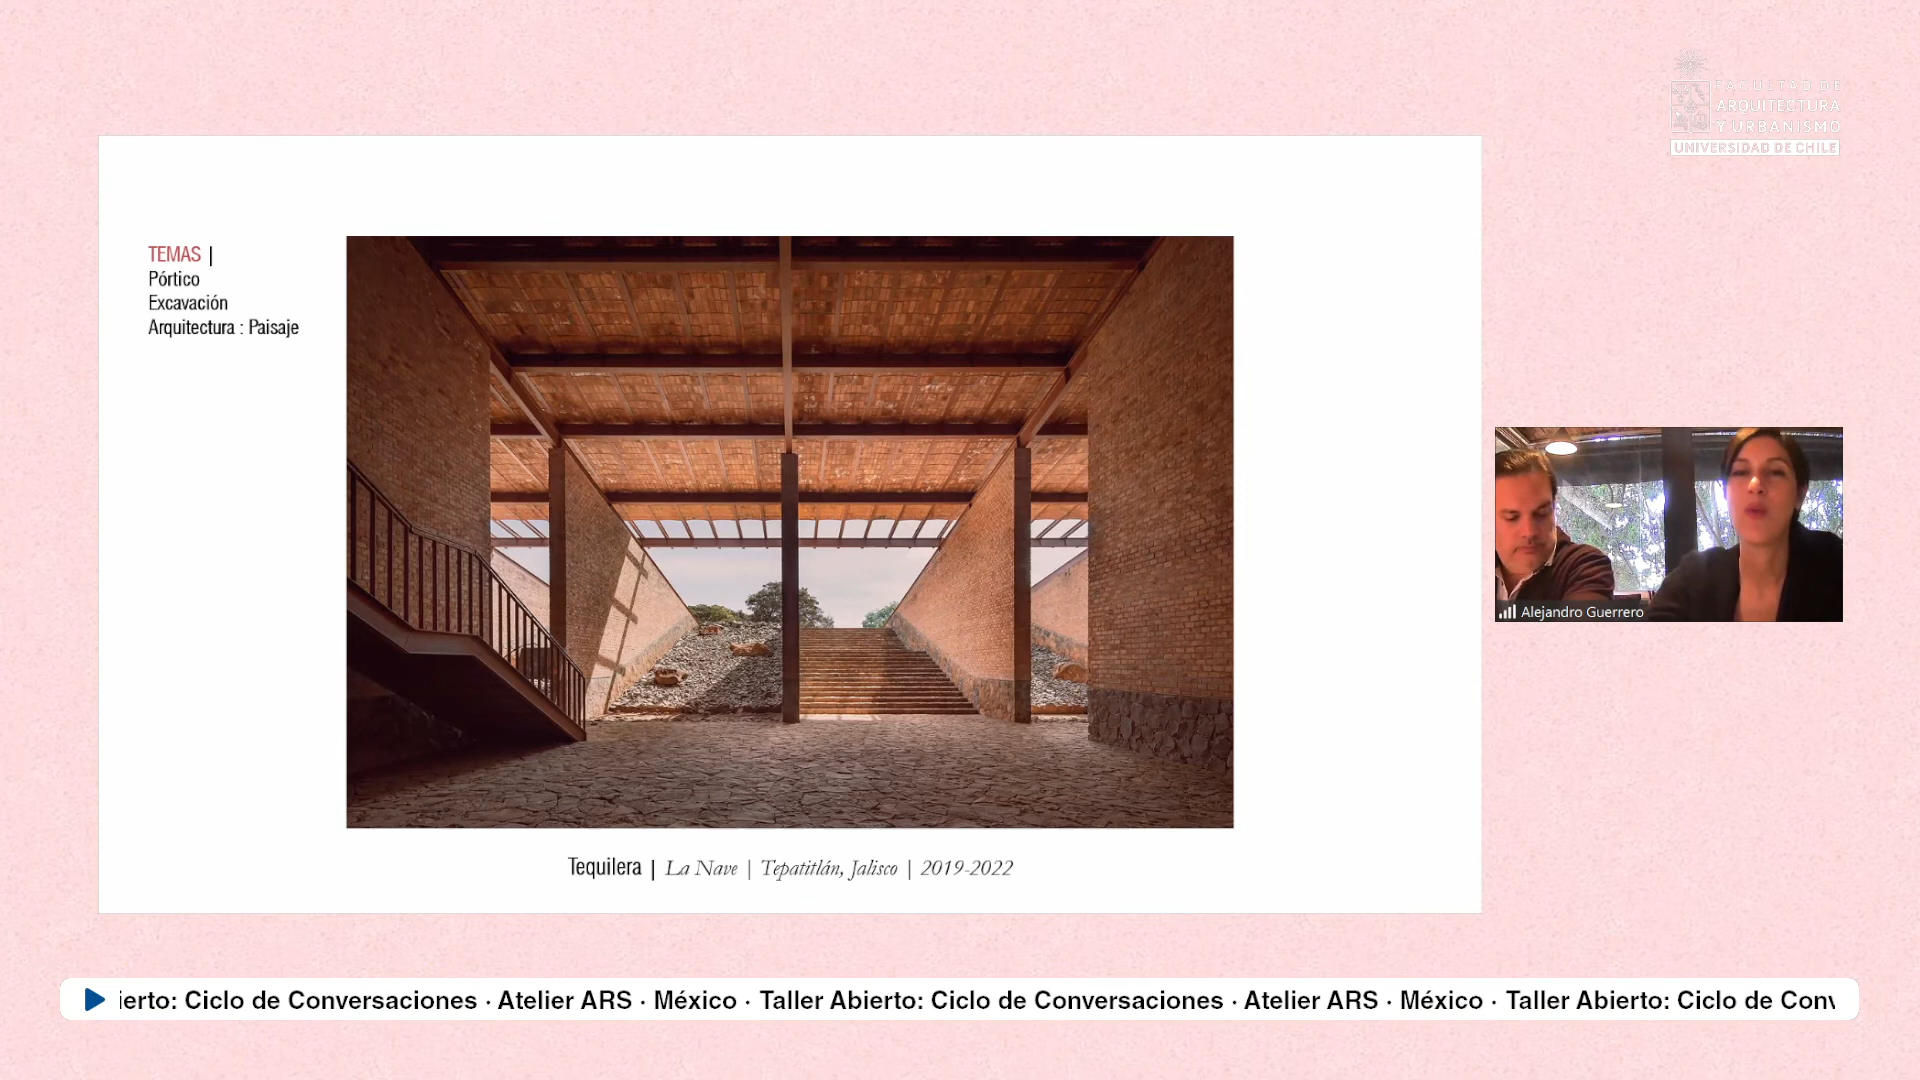 FACULTAD DE
ARQUITECTURA
Y URBANISMO
UNIVERSIDAD DE CHILE
TEMAS |
Pórtico
Excavación
Arquitectura : Paisaje
Alejandro Guerrero
Tequilera | La Nave | Tepatitlán, Jalisco | 2019-2022
ierto: Ciclo de Conversaciones · Atelier ARS · México · Taller Abierto: Ciclo de Conversaciones · Atelier ARS · México · Taller Abierto: Ciclo de Conv